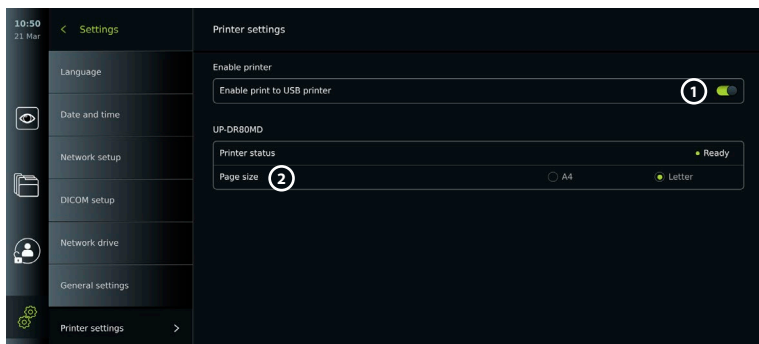 10:50
21 Mar
< Settings
Printer settings
Language
Date and time
Network setup
DICOM setup
Network drive
General settings
Printer settings >
Enable printer
Enable print to USB printer
1
UP-DR80MD
Printer status
Ready
Page size
2
A4
Letter